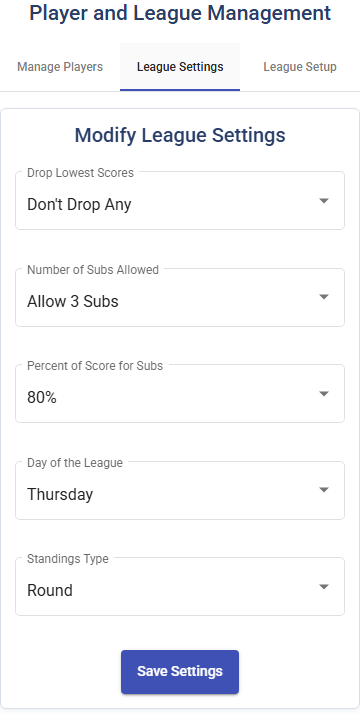 Player and League Management
Manage Players
League Settings
League Setup
Modify League Settings
Drop Lowest Scores
Don't Drop Any
Number of Subs Allowed
Allow 3 Subs
Percent of Score for Subs
80%
Day of the League
Thursday
Standings Type
Round
Save Settings